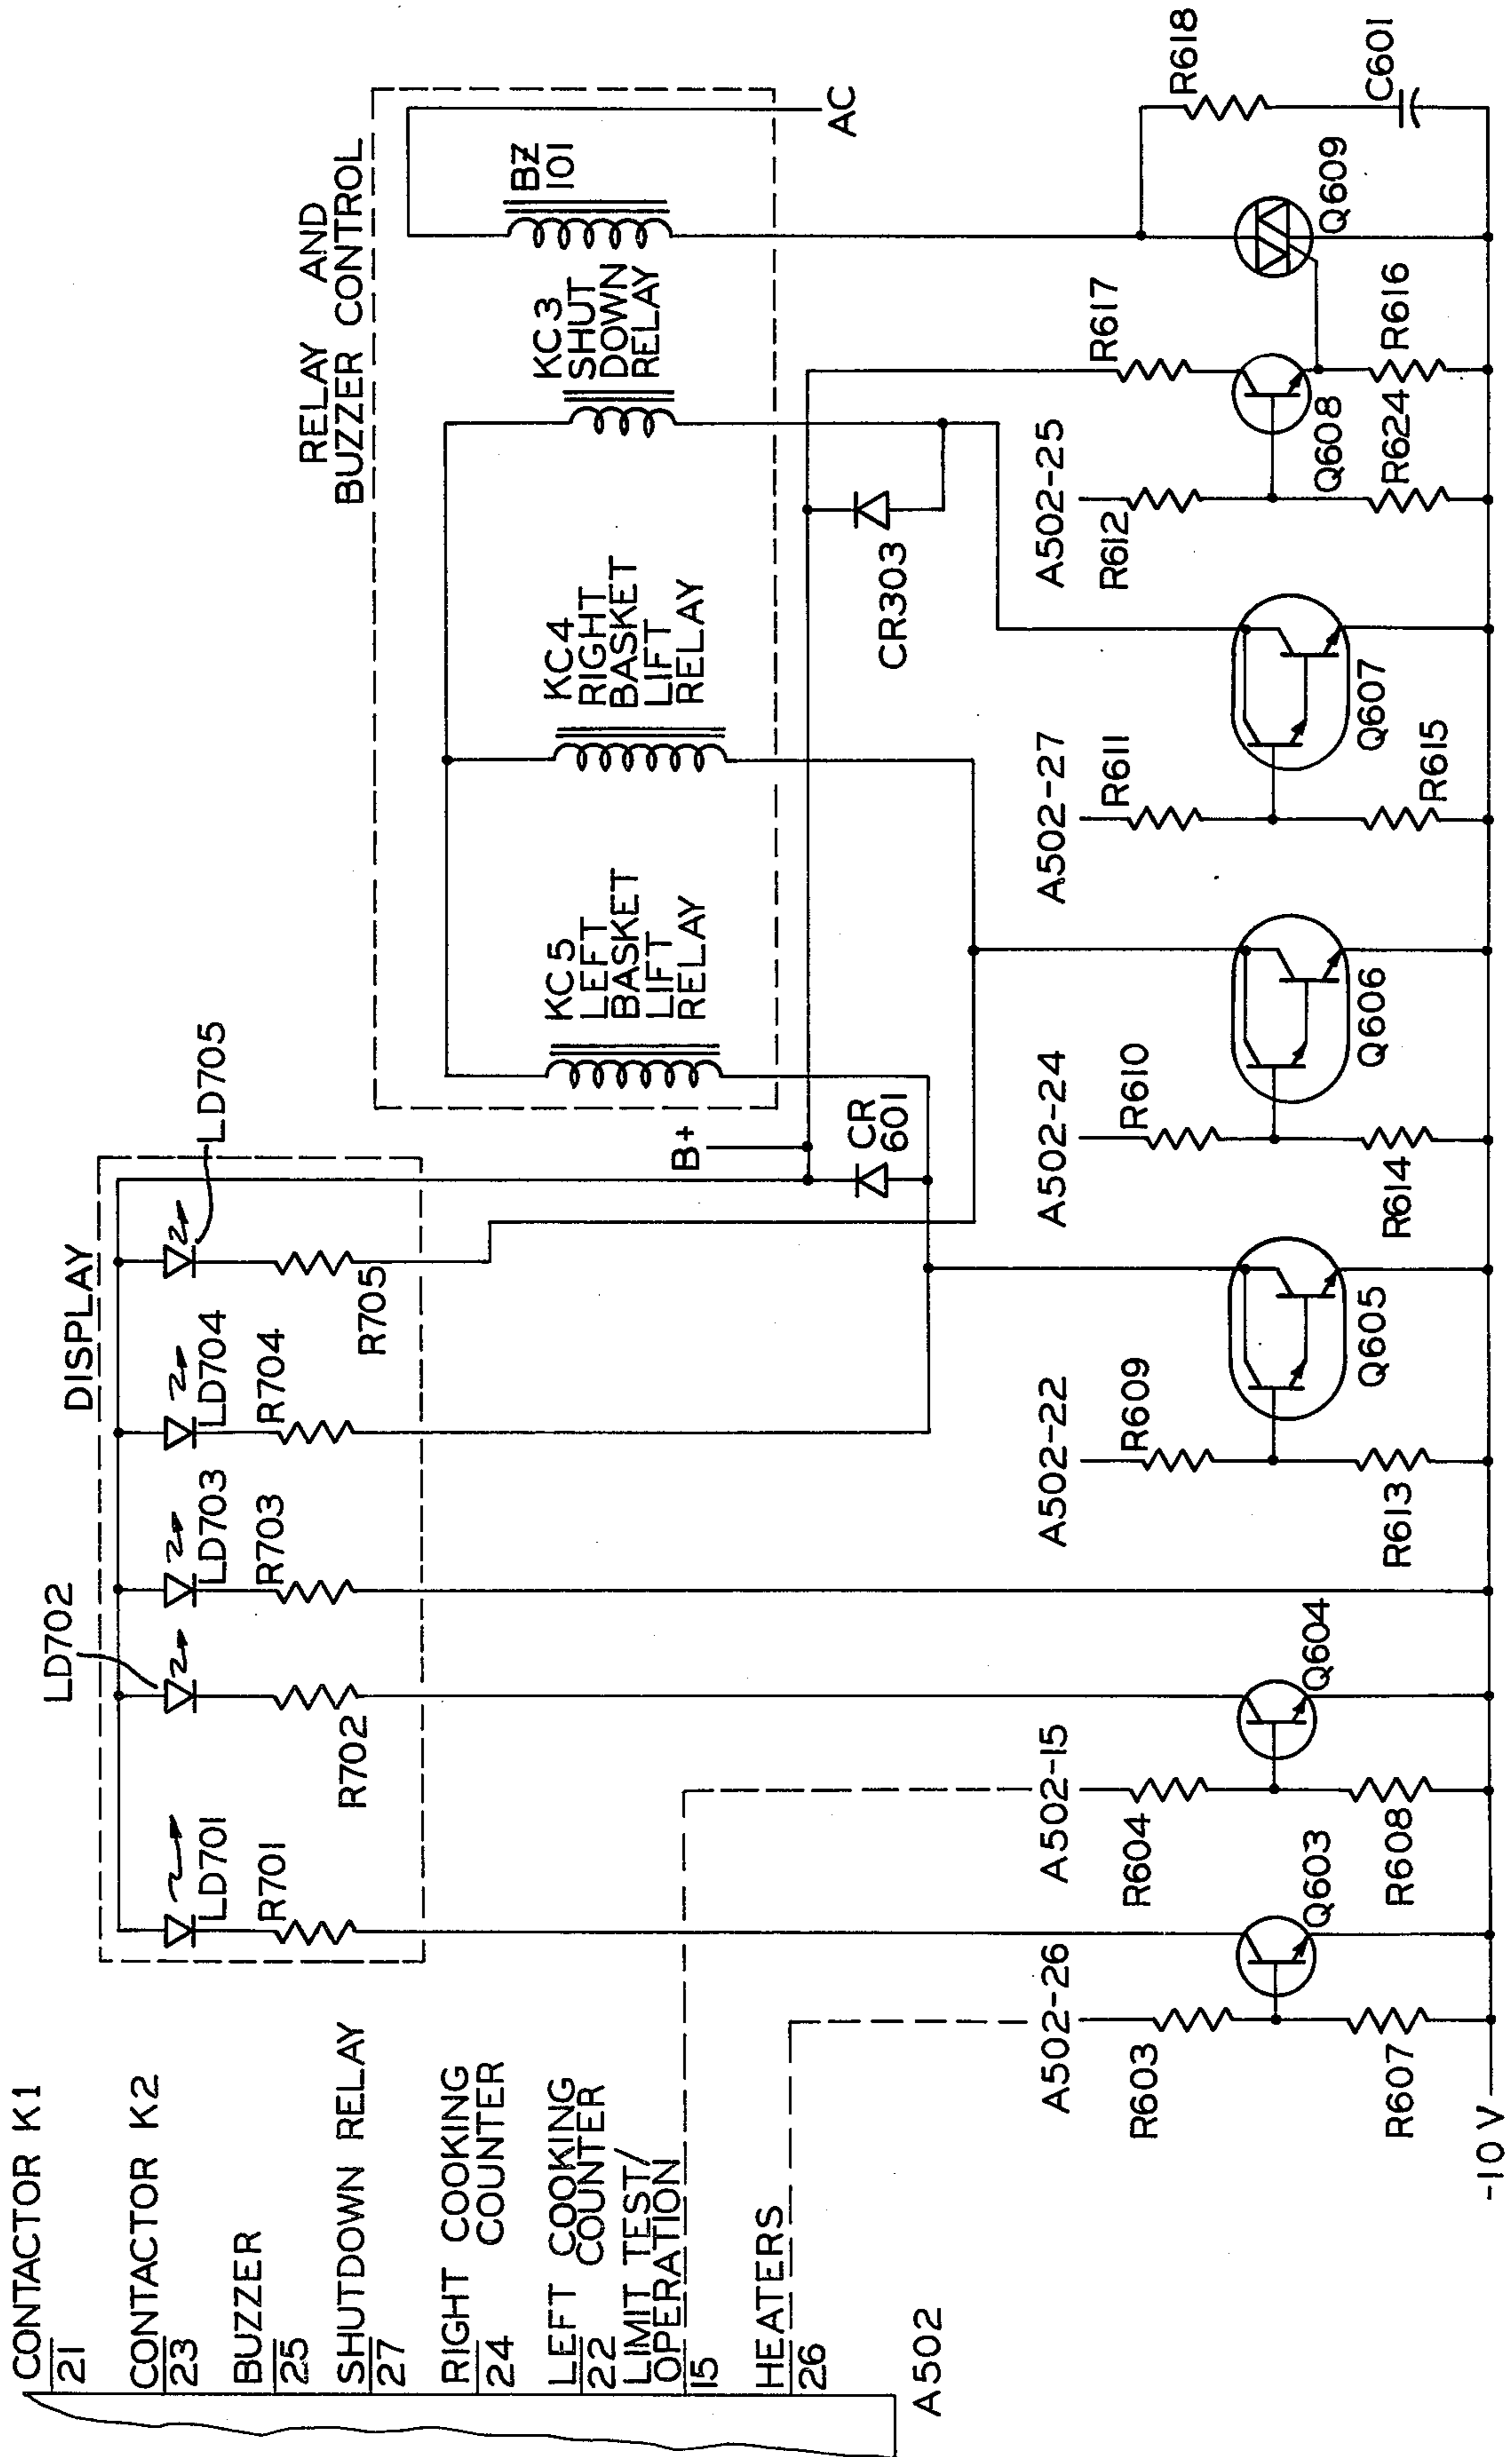 CONTACTOR K1
21
CONTACTOR K2
23
BUZZER
25
SHUTDOWN RELAY
27
RIGHT COOKING
COUNTER
24
LEFT COOKING
COUNTER
22
LIMIT TEST/
OPERATION
15
HEATERS
26
A502
DISPLAY
LD701
R701
LD702
R702
LD703
R703
LD704
R704
LD705
R705
RELAY AND
BUZZER CONTROL
KC5
LEFT
BASKET
LIFT
RELAY
KC4
RIGHT
BASKET
LIFT
RELAY
KC3
SHUT
DOWN
RELAY
BZ
101
AC
B+
CR
601
CR303
A502-26
R603
R607
Q603
A502-15
R604
R608
Q604
A502-22
R609
R613
Q605
A502-24
R610
R614
Q606
A502-27
R611
R615
Q607
A502-25
R612
R624
Q608
R617
R616
Q609
R618
C601
-10 V